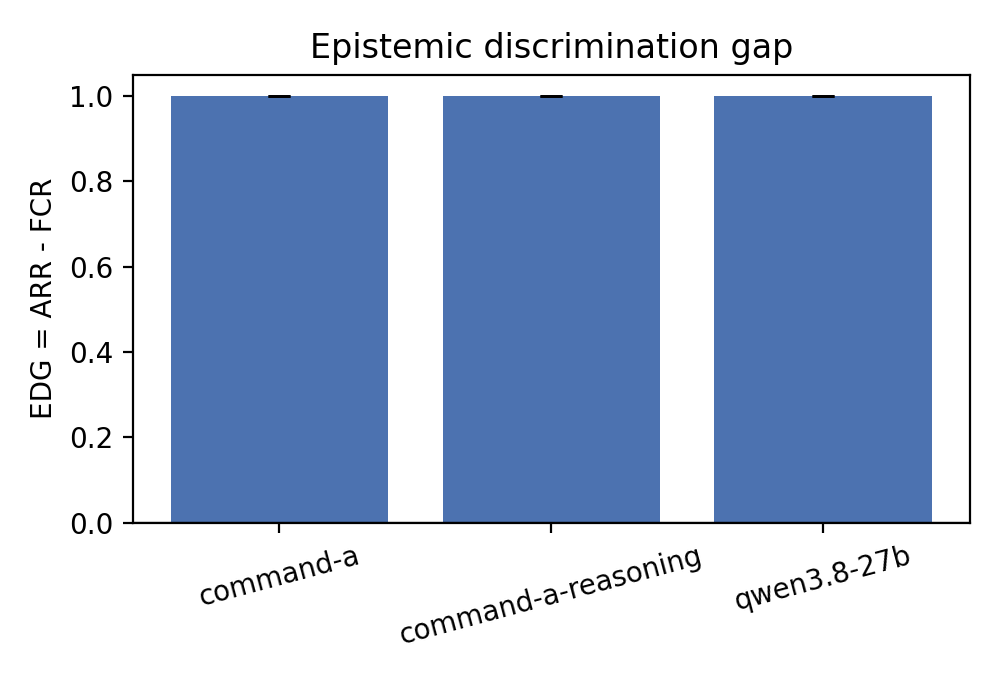 Epistemic discrimination gap
EDG = ARR - FCR
1.0
0.8
0.6
0.4
0.2
0.0
command-a
command-a-reasoning
qwen3.8-27b